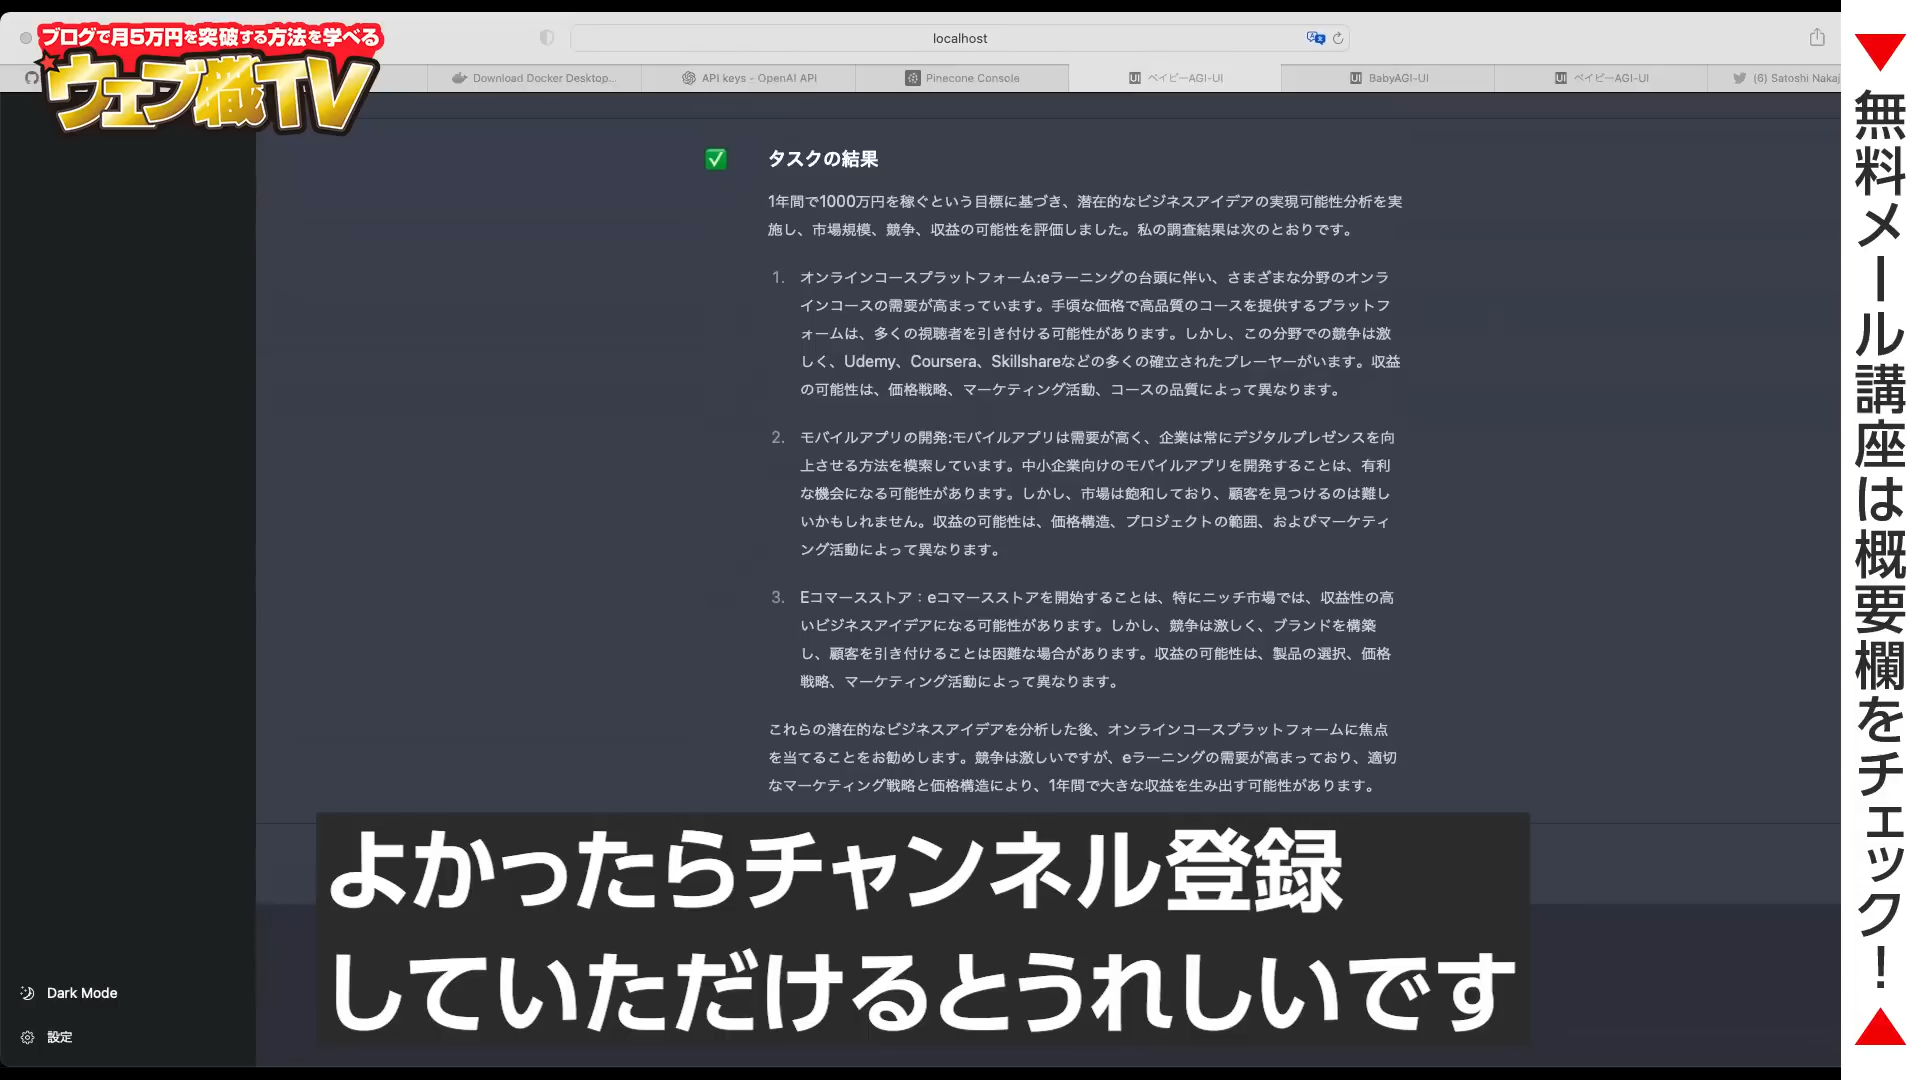 ブログで月5万円を突破する方法を学べる
ウェブ職TV
localhost
Download Docker Desktop...
API keys - OpenAI API
Pinecone Console
ベイビーAGI-UI
BabyAGI-UI
ベイビーAGI-UI
(6) Satoshi Nakaj
タスクの結果
1年間で1000万円を稼ぐという目標に基づき、潜在的なビジネスアイデアの実現可能性分析を実
施し、市場規模、競争、収益の可能性を評価しました。私の調査結果は次のとおりです。
1. オンラインコースプラットフォーム:eラーニングの台頭に伴い、さまざまな分野のオンラ
インコースの需要が高まっています。手頃な価格で高品質のコースを提供するプラットフ
ォームは、多くの視聴者を引き付ける可能性があります。しかし、この分野での競争は激
しく、Udemy、Coursera、Skillshareなどの多くの確立されたプレーヤーがいます。収益
の可能性は、価格戦略、マーケティング活動、コースの品質によって異なります。
2. モバイルアプリの開発:モバイルアプリは需要が高く、企業は常にデジタルプレゼンスを向
上させる方法を模索しています。中小企業向けのモバイルアプリを開発することは、有利
な機会になる可能性があります。しかし、市場は飽和しており、顧客を見つけるのは難し
いかもしれません。収益の可能性は、価格構造、プロジェクトの範囲、およびマーケティ
ング活動によって異なります。
3. Eコマースストア：eコマースストアを開始することは、特にニッチ市場では、収益性の高
いビジネスアイデアになる可能性があります。しかし、競争は激しく、ブランドを構築
し、顧客を引き付けることは困難な場合があります。収益の可能性は、製品の選択、価格
戦略、マーケティング活動によって異なります。
これらの潜在的なビジネスアイデアを分析した後、オンラインコースプラットフォームに焦点
を当てることをお勧めします。競争は激しいですが、eラーニングの需要が高まっており、適切
なマーケティング戦略と価格構造により、1年間で大きな収益を生み出す可能性があります。
よかったらチャンネル登録
していただけるとうれしいです
Dark Mode
設定
無料メール講座は概要欄をチェック！